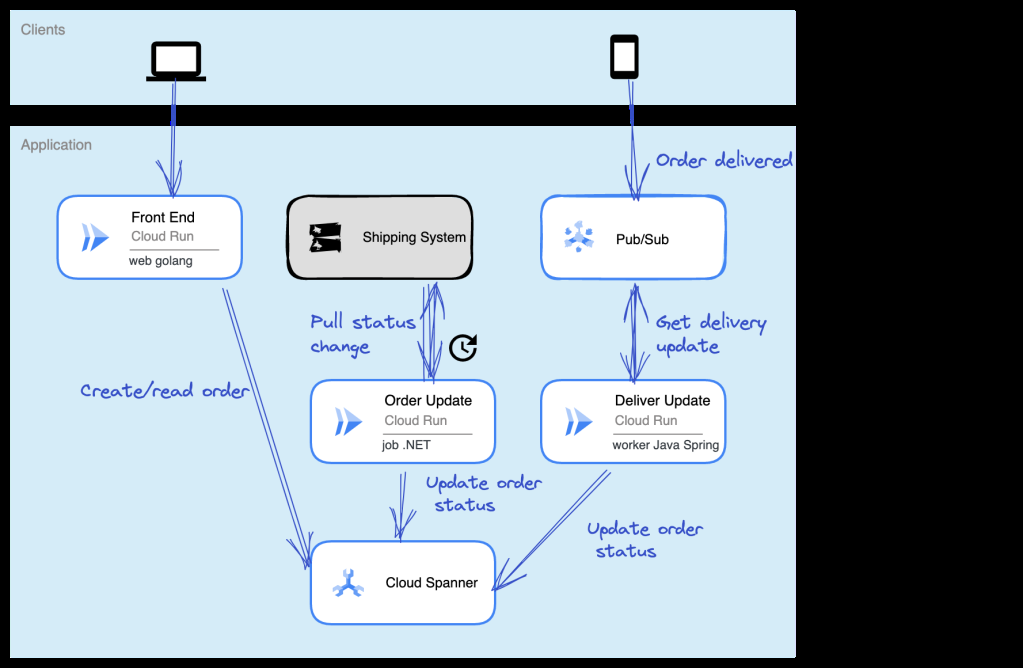 Clients
Application
Order delivered
Front End
Cloud Run
web golang
Shipping System
Pub/Sub
Pull status
change
Get delivery
update
Create/read order
Order Update
Cloud Run
job .NET
Deliver Update
Cloud Run
worker Java Spring
Update order
status
Update order
status
Cloud Spanner